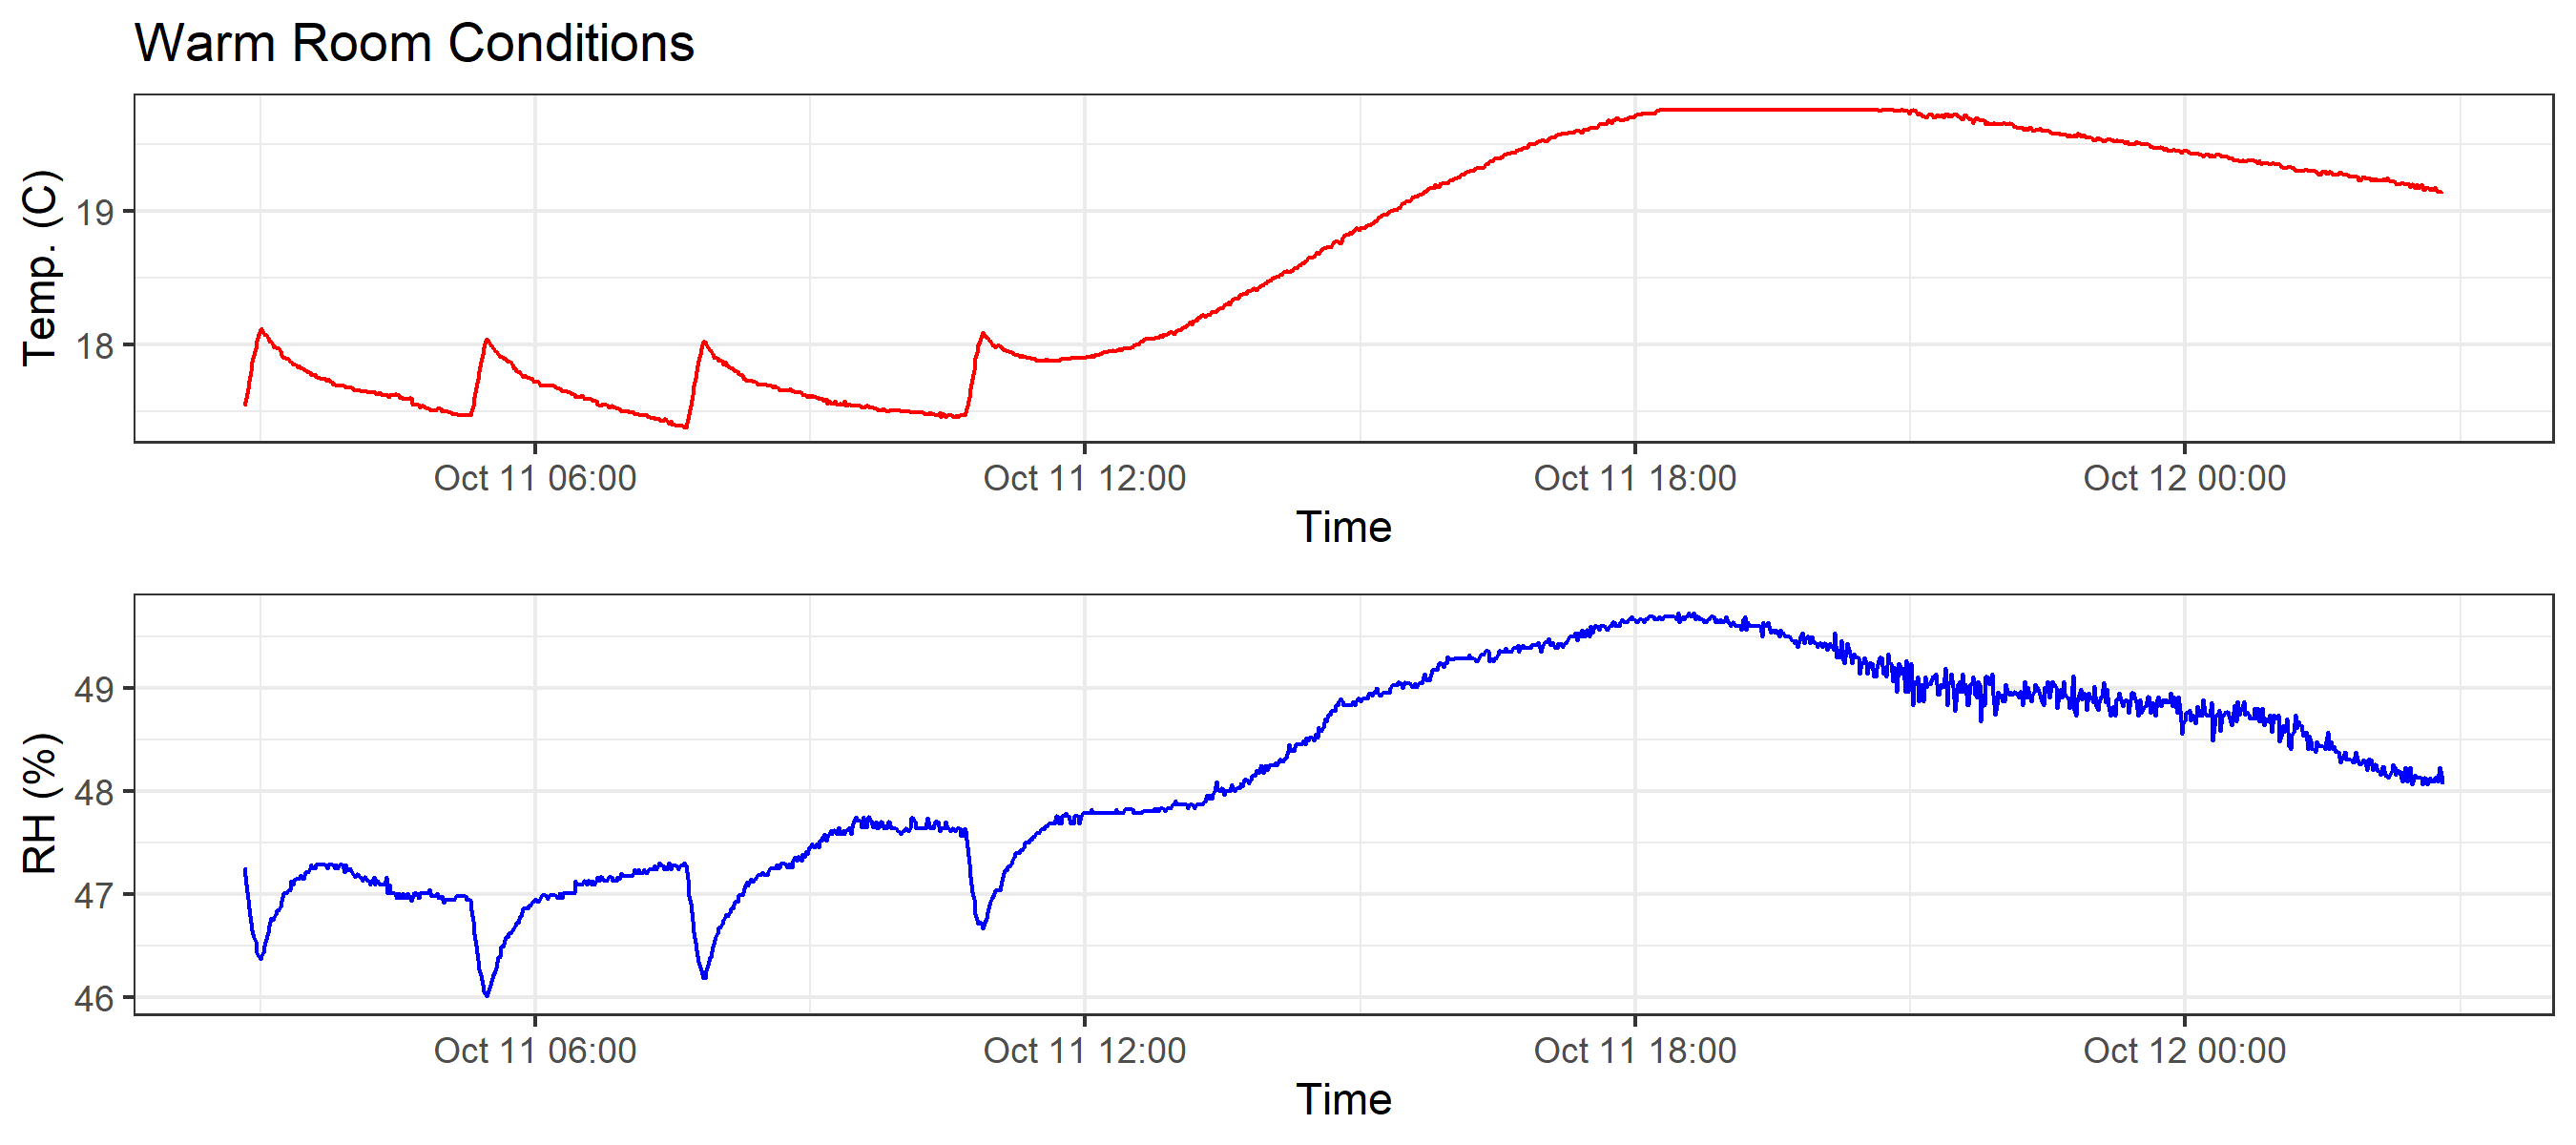 Warm Room Conditions
Temp. (C)
19
18
Oct 11 06:00 Oct 11 12:00 Oct 11 18:00 Oct 12 00:00
Time
RH (%)
49
48
47
46
Oct 11 06:00 Oct 11 12:00 Oct 11 18:00 Oct 12 00:00
Time